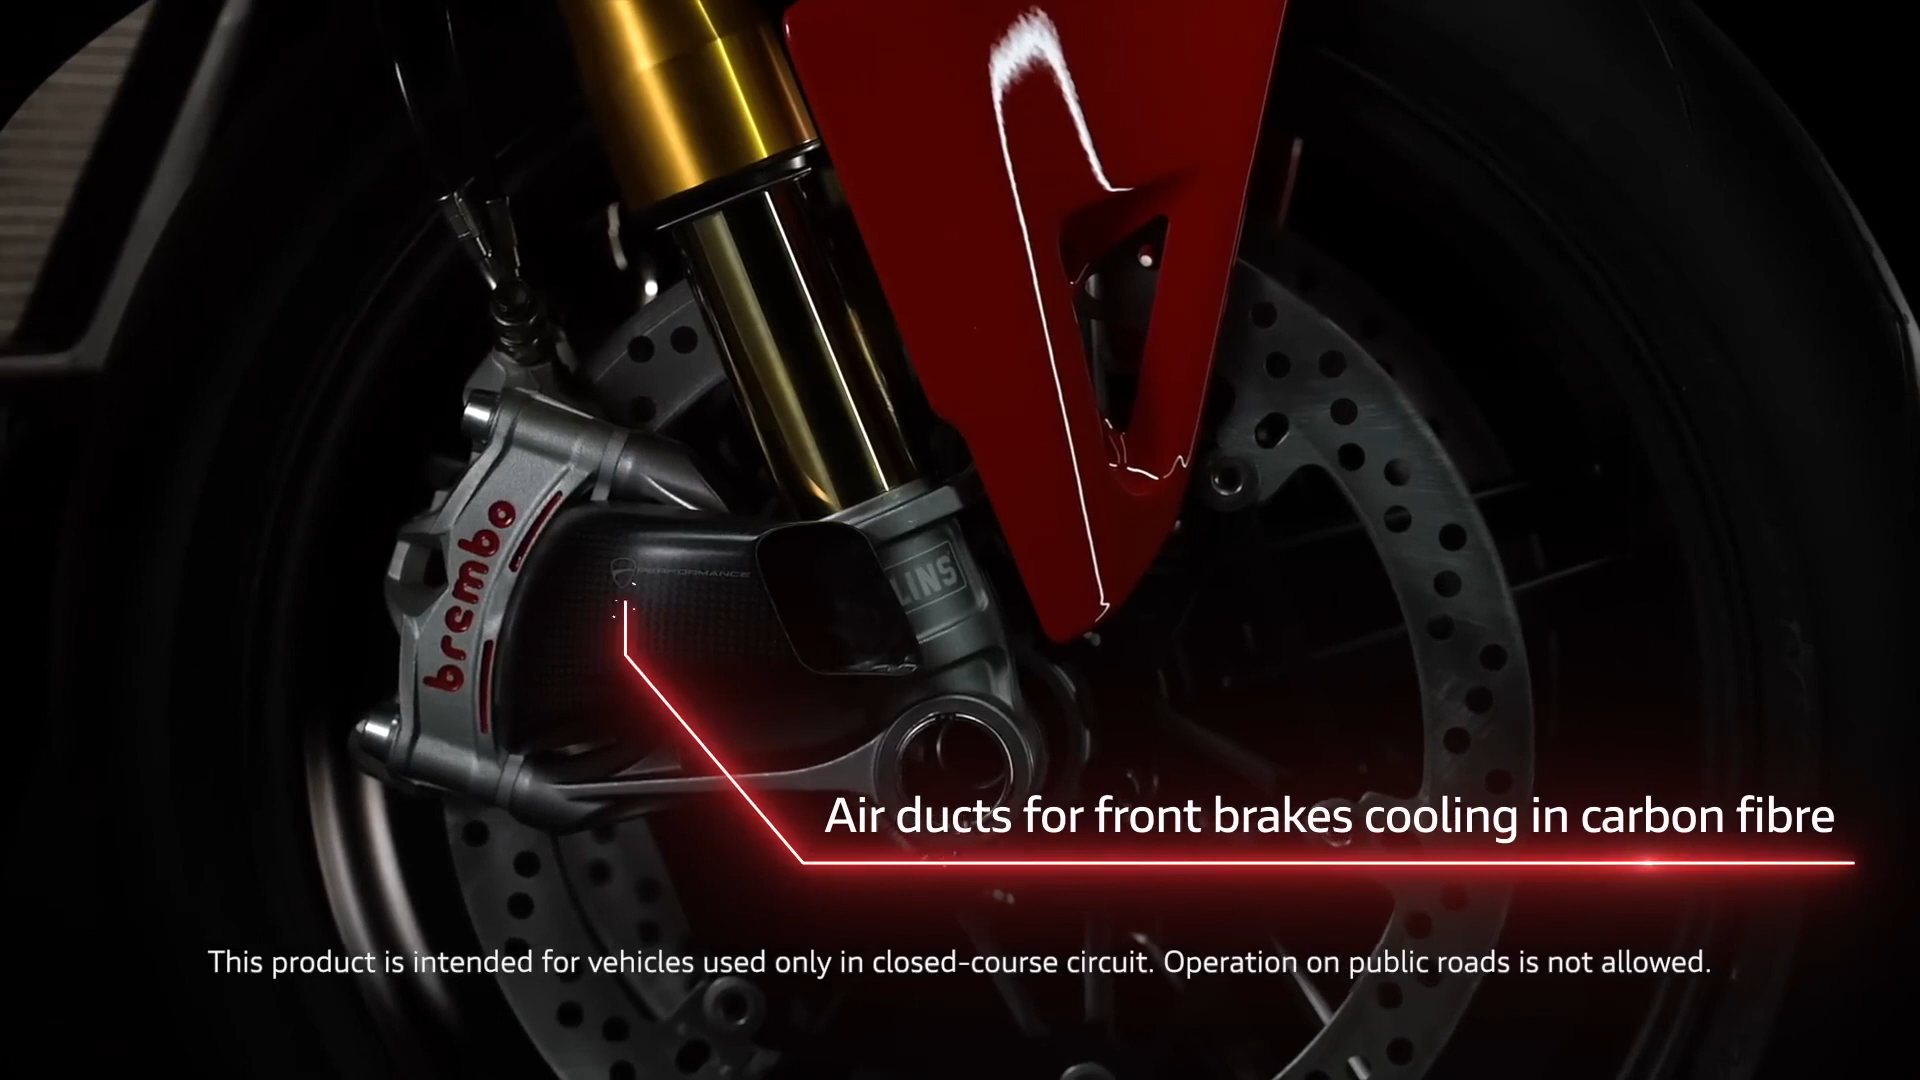 brembo
PERFORMANCE
LINS
Air ducts for front brakes cooling in carbon fibre
This product is intended for vehicles used only in closed-course circuit. Operation on public roads is not allowed.